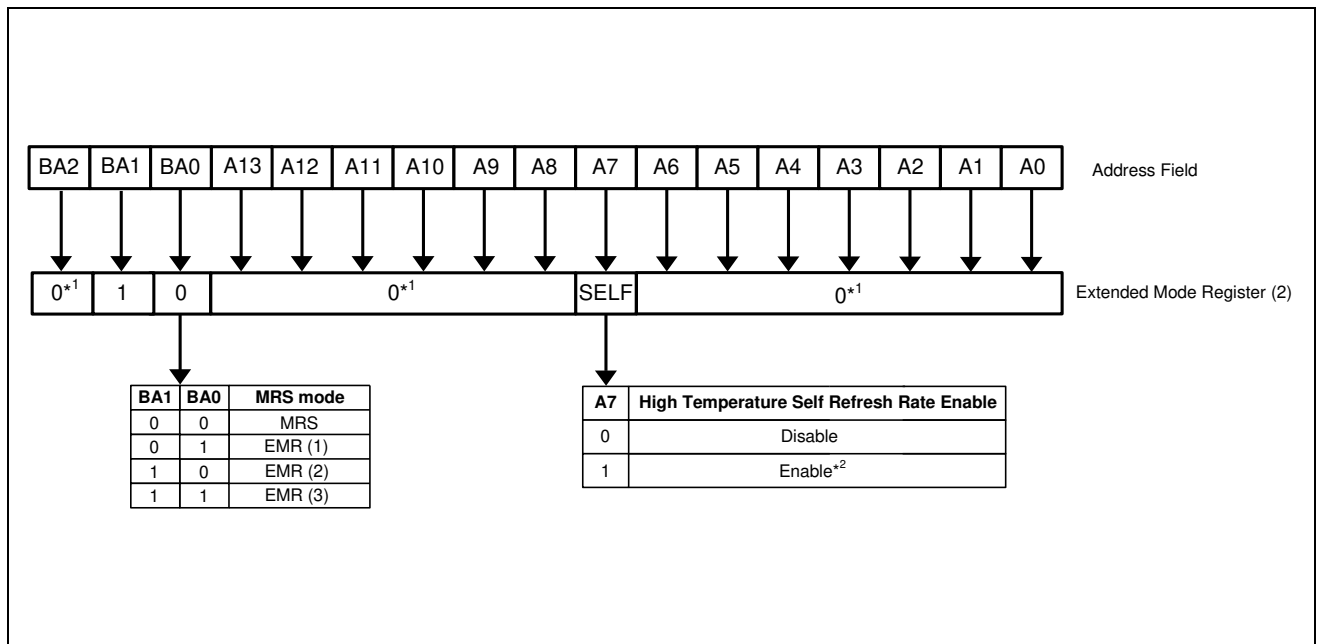 BA2 BA1 BA0 A13 A12 A11 A10 A9 A8 A7 A6 A5 A4 A3 A2 A1 A0 Address Field
0*1 1 0 0*1 SELF 0*1 Extended Mode Register (2)
BA1 BA0 MRS mode
0 0 MRS
0 1 EMR (1)
1 0 EMR (2)
1 1 EMR (3)
A7 High Temperature Self Refresh Rate Enable
0 Disable
1 Enable*2